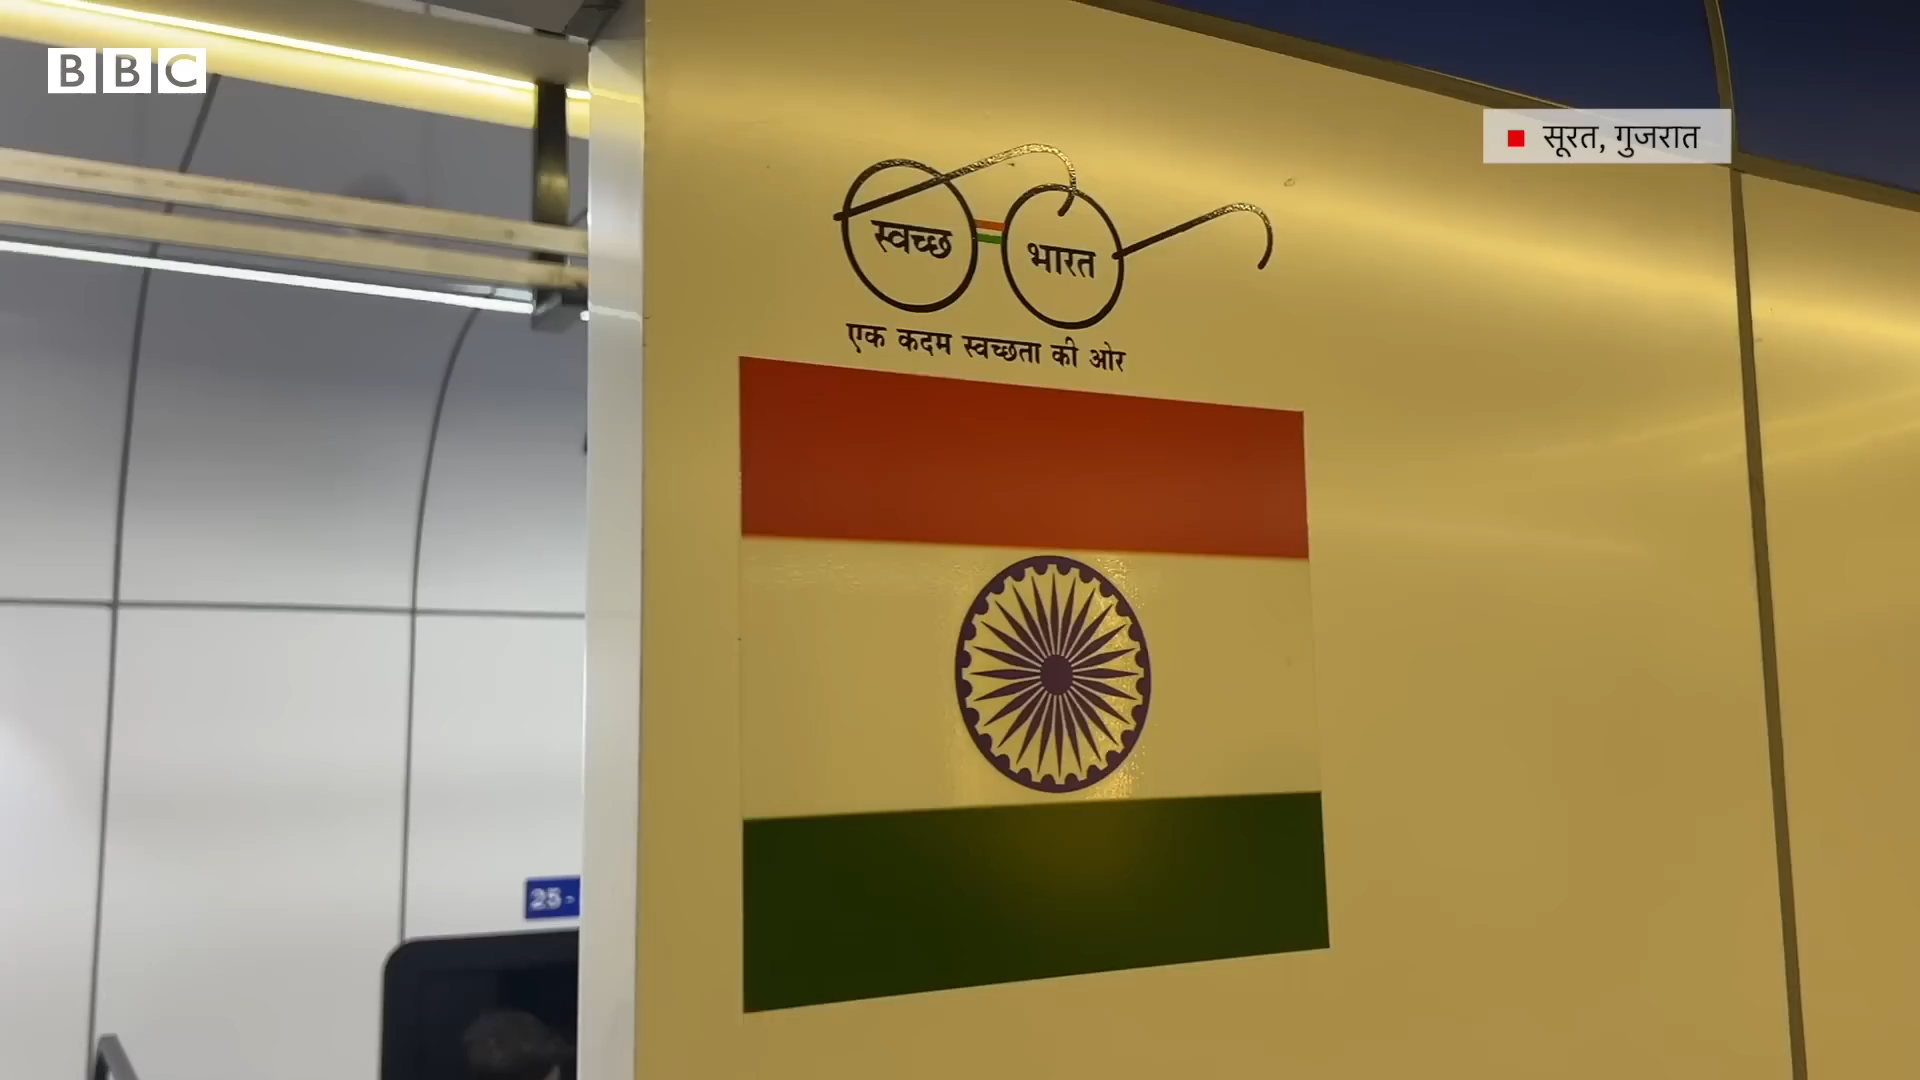 BBC
सूरत, गुजरात
स्वच्छ भारत
एक कदम स्वच्छता की ओर
25-